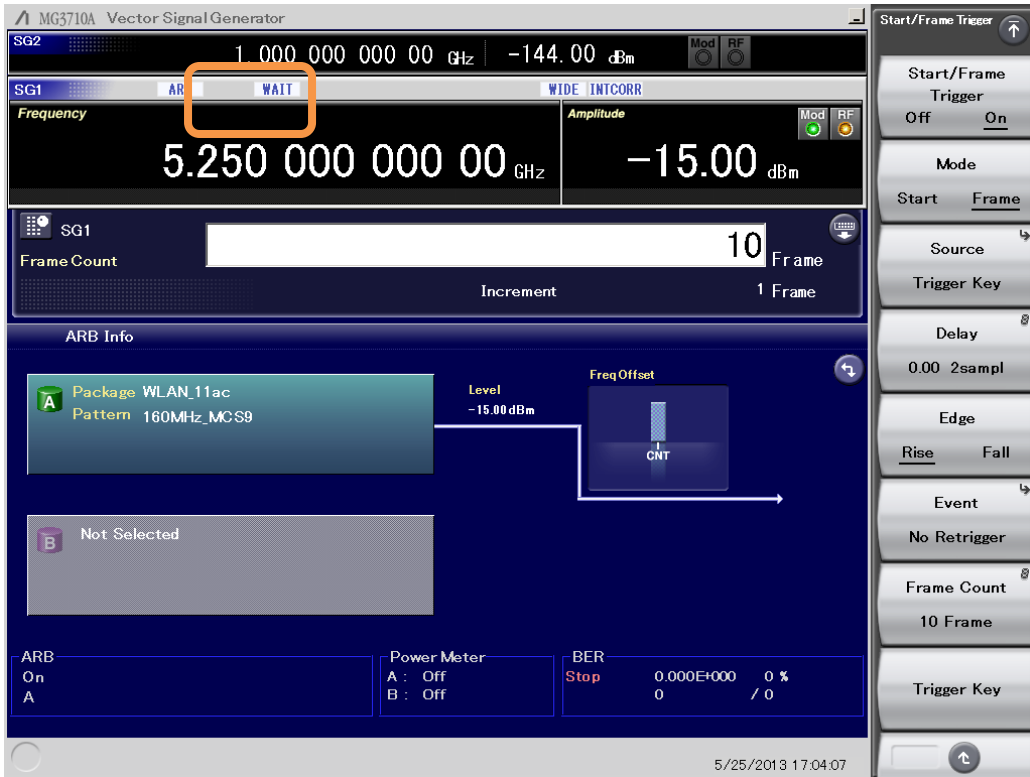 MG3710A Vector Signal Generator
SG2
1.000 000 000 00 GHz -144.00 dBm
Mod RF
SG1 AR WAIT WIDE INTCORR
Frequency
5.250 000 000 00 GHz
Amplitude
Mod RF
-15.00 dBm
SG1
Frame Count
10 Frame
Increment 1 Frame
ARB Info
A
Package WLAN_11ac
Pattern 160MHz_MCS9
Level
-15.00dBm
Freq Offset
CNT
B
Not Selected
ARB
On
A
Power Meter
A : Off
B : Off
BER
Stop 0.000E+000 0 %
0 / 0
5/25/2013 17:04:07
Start/Frame Trigger
Start/Frame
Trigger
Off On
Mode
Start Frame
Source
Trigger Key
Delay
0.00 2sampl
Edge
Rise Fall
Event
No Retrigger
Frame Count
10 Frame
Trigger Key